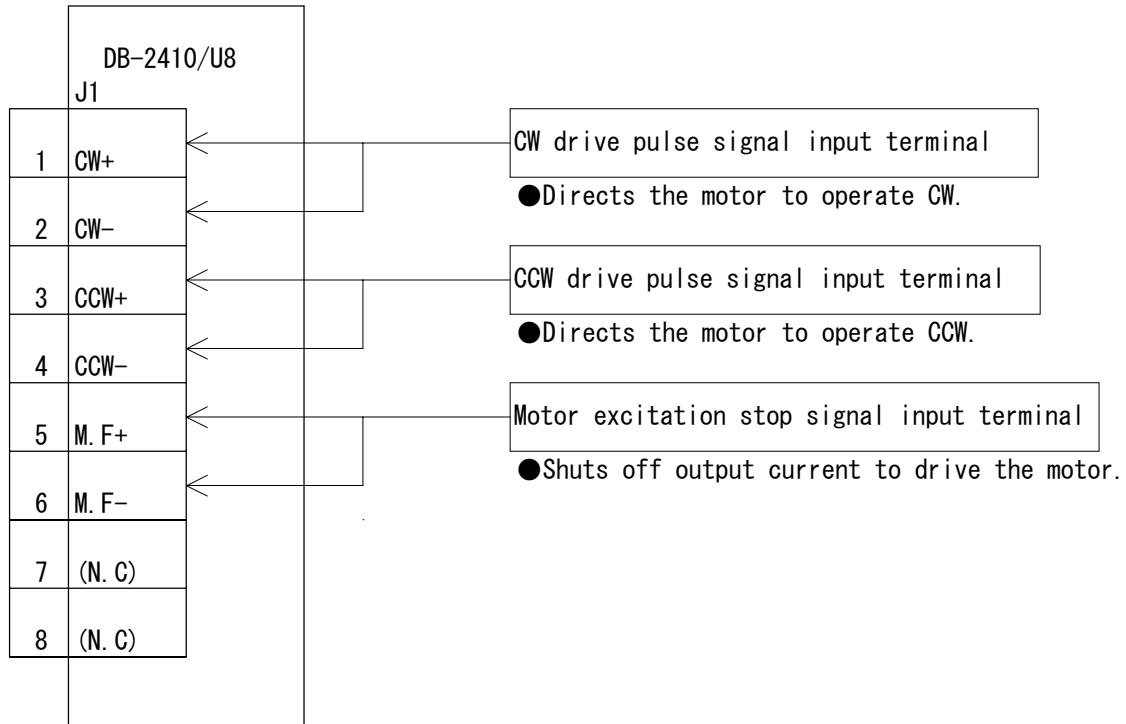 DB-2410/U8
J1
1 CW+
CW drive pulse signal input terminal
●Directs the motor to operate CW.
2 CW-
3 CCW+
CCW drive pulse signal input terminal
●Directs the motor to operate CCW.
4 CCW-
5 M.F+
Motor excitation stop signal input terminal
●Shuts off output current to drive the motor.
6 M.F-
7 (N.C)
8 (N.C)